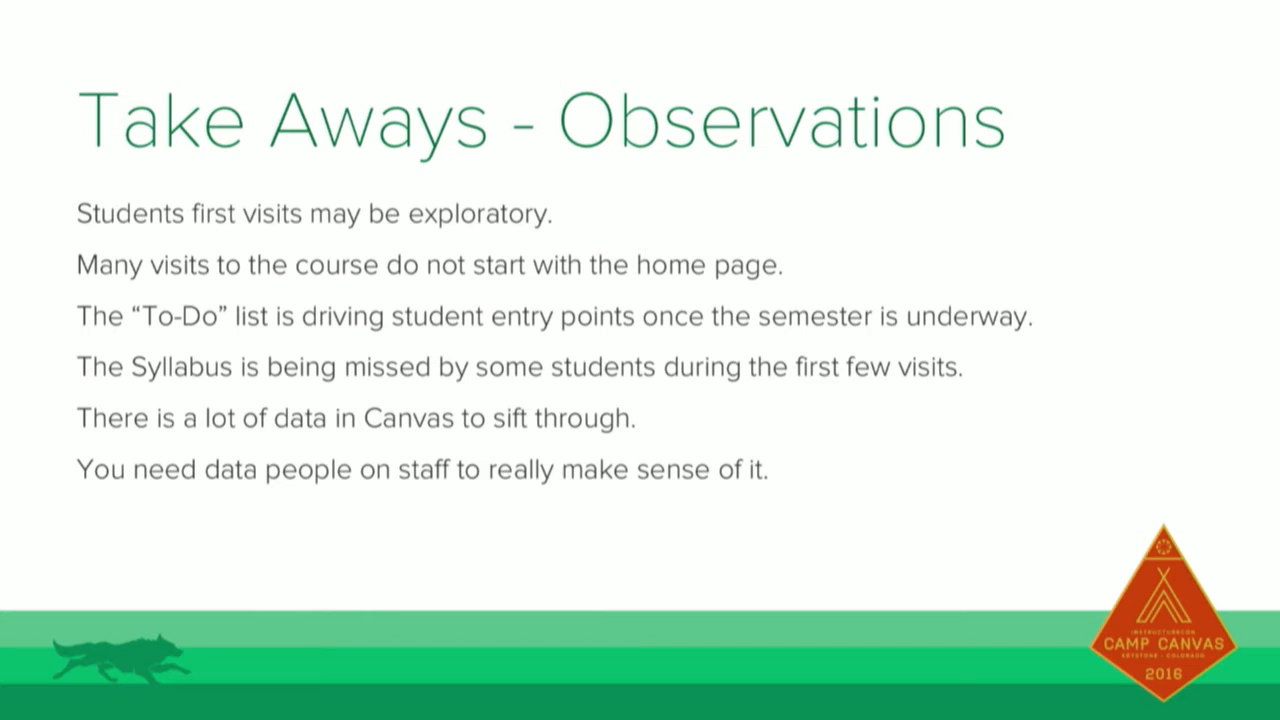 Take Aways - Observations
Students first visits may be exploratory.
Many visits to the course do not start with the home page.
The “To-Do” list is driving student entry points once the semester is underway.
The Syllabus is being missed by some students during the first few visits.
There is a lot of data in Canvas to sift through.
You need data people on staff to really make sense of it.
INSTRUCTURECON
CAMP CANVAS
KEYSTONE - COLORADO
2016